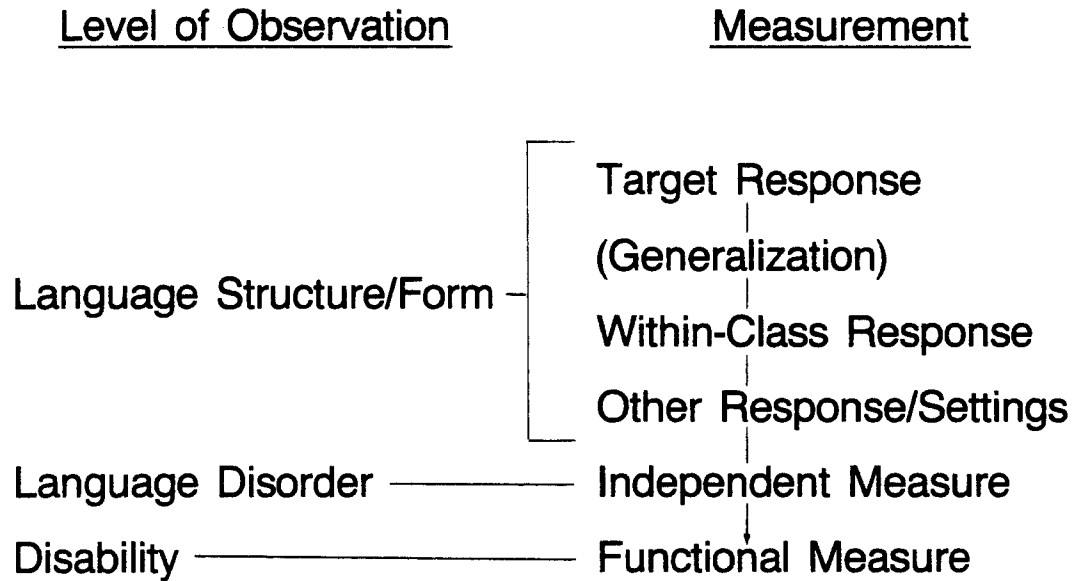 Level of Observation
Measurement
Target Response
(Generalization)
Language Structure/Form
Within-Class Response
Other Response/Settings
Language Disorder
Independent Measure
Disability
Functional Measure